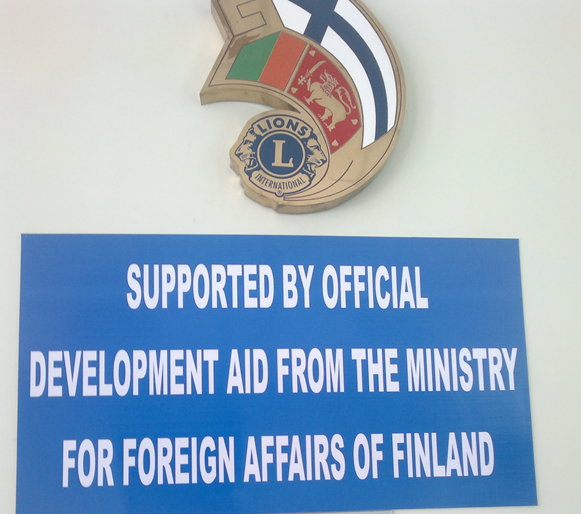 LIONS
L
INTERNATIONAL
SUPPORTED BY OFFICIAL
DEVELOPMENT AID FROM THE MINISTRY
FOR FOREIGN AFFAIRS OF FINLAND